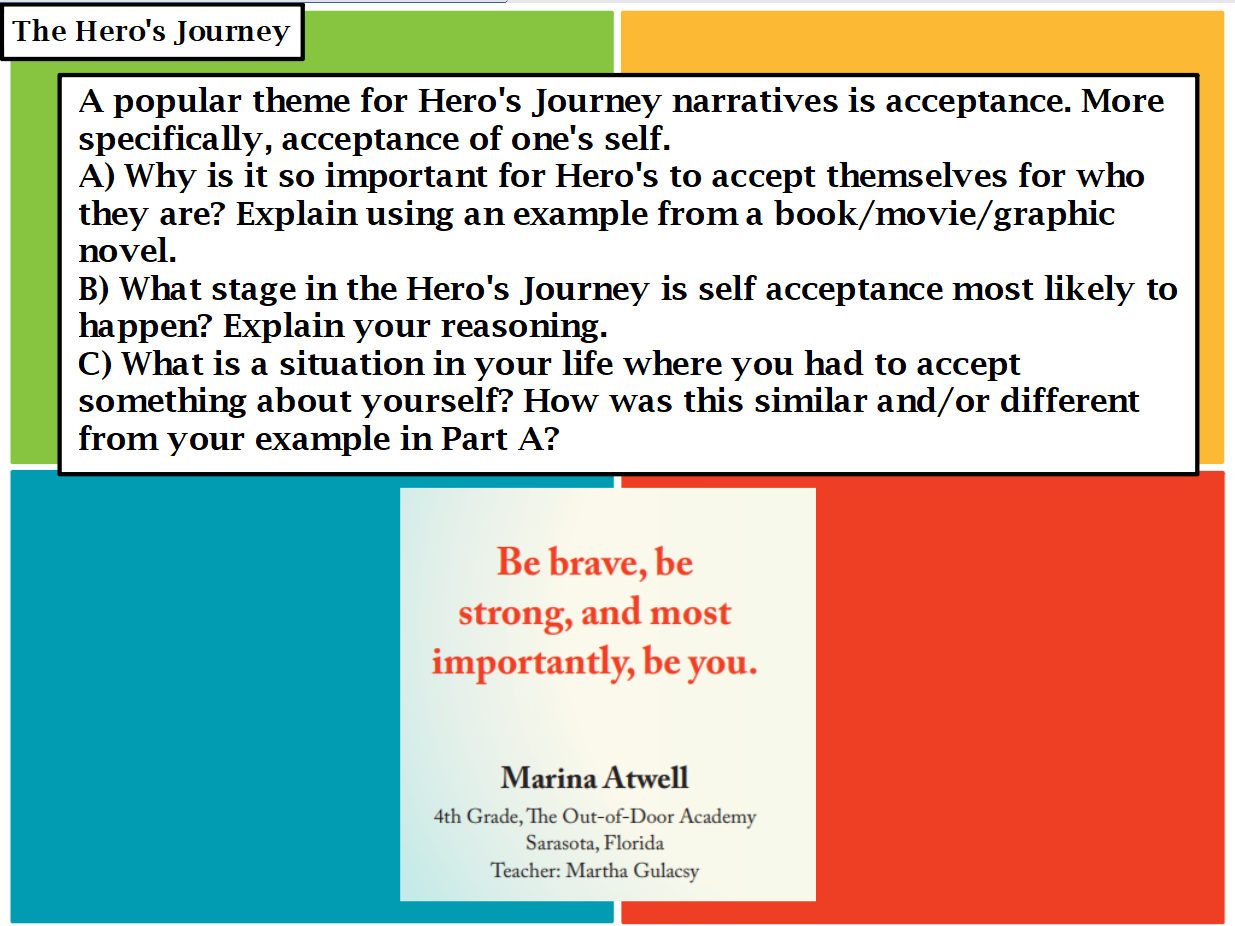 The Hero's Journey
A popular theme for Hero's Journey narratives is acceptance. More
specifically, acceptance of one's self.
A) Why is it so important for Hero's to accept themselves for who
they are? Explain using an example from a book/movie/graphic
novel.
B) What stage in the Hero's Journey is self acceptance most likely to
happen? Explain your reasoning.
C) What is a situation in your life where you had to accept
something about yourself? How was this similar and/or different
from your example in Part A?
Be brave, be
strong, and most
importantly, be you.
Marina Atwell
4th Grade, The Out-of-Door Academy
Sarasota, Florida
Teacher: Martha Gulacsy